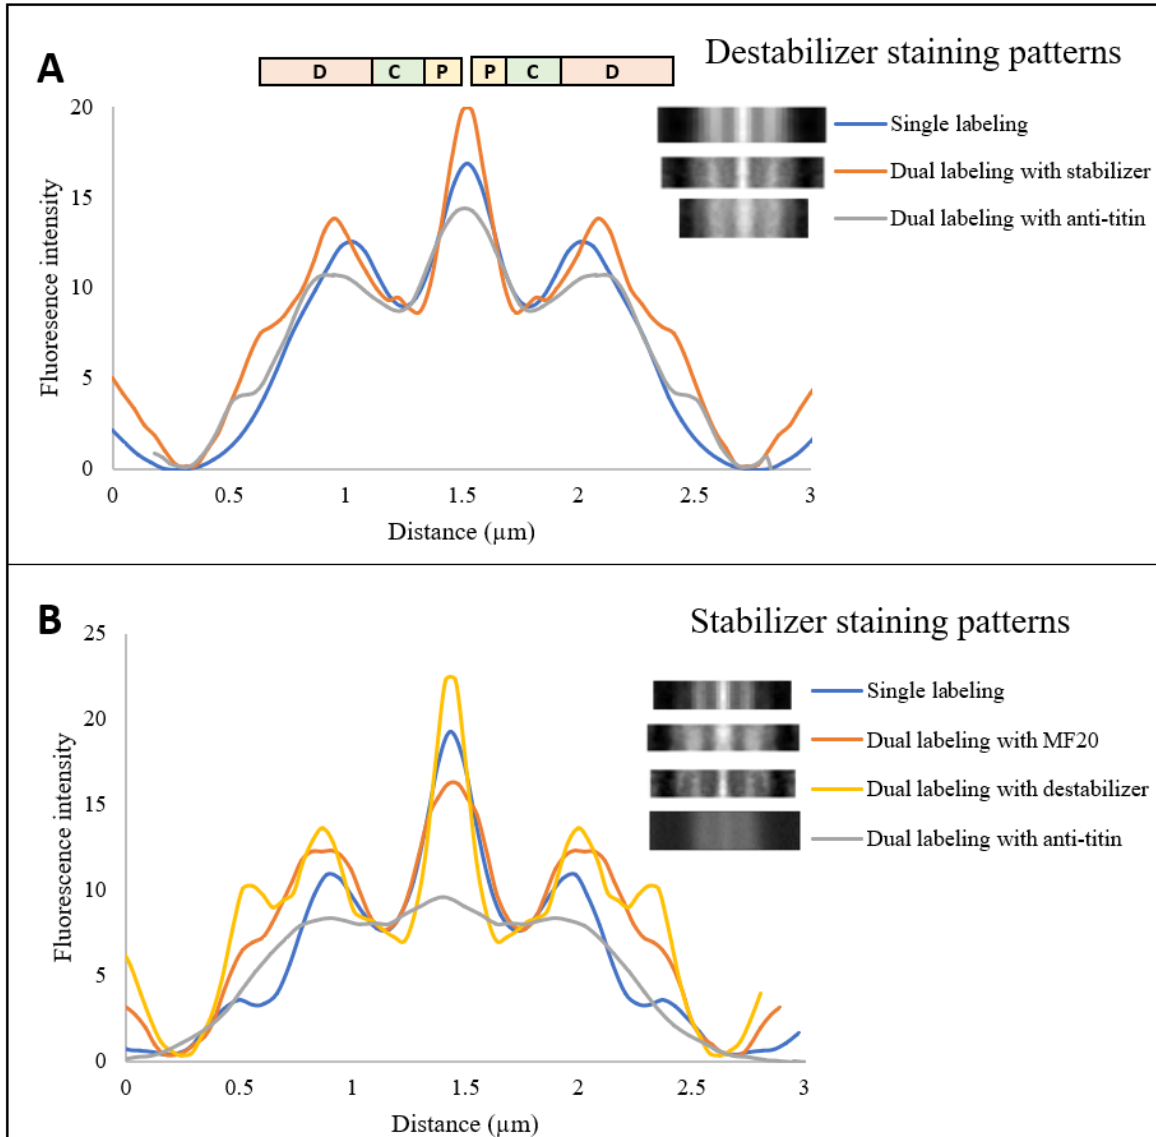 A
D C P P C D
Destabilizer staining patterns
Single labeling
Dual labeling with stabilizer
Dual labeling with anti-titin
Fluoresence intensity
20
15
10
5
0
0 0.5 1 1.5 2 2.5 3
Distance (µm)
B
Stabilizer staining patterns
Single labeling
Dual labeling with MF20
Dual labeling with destabilizer
Dual labeling with anti-titin
Fluorescence intensity
25
20
15
10
5
0
0 0.5 1 1.5 2 2.5 3
Distance (µm)